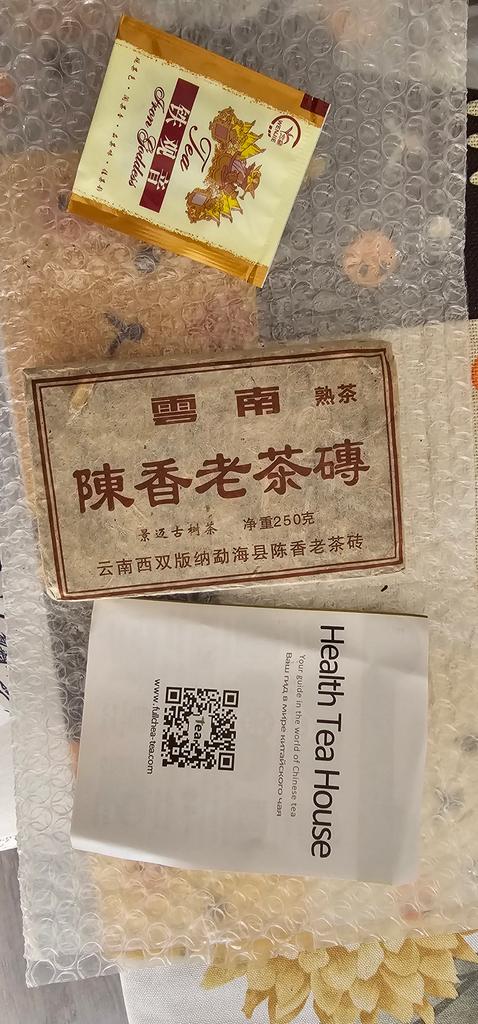 铁观音
Tea
Iron Goddess
雲南 熟茶
陳香老茶磚
景迈古树茶 净重250克
云南西双版纳勐海县陈香老茶砖
Health Tea House
Your guide in the world of Chinese tea
Ваш гид в мире китайского чая
Tea
www.fullchea-tea.com